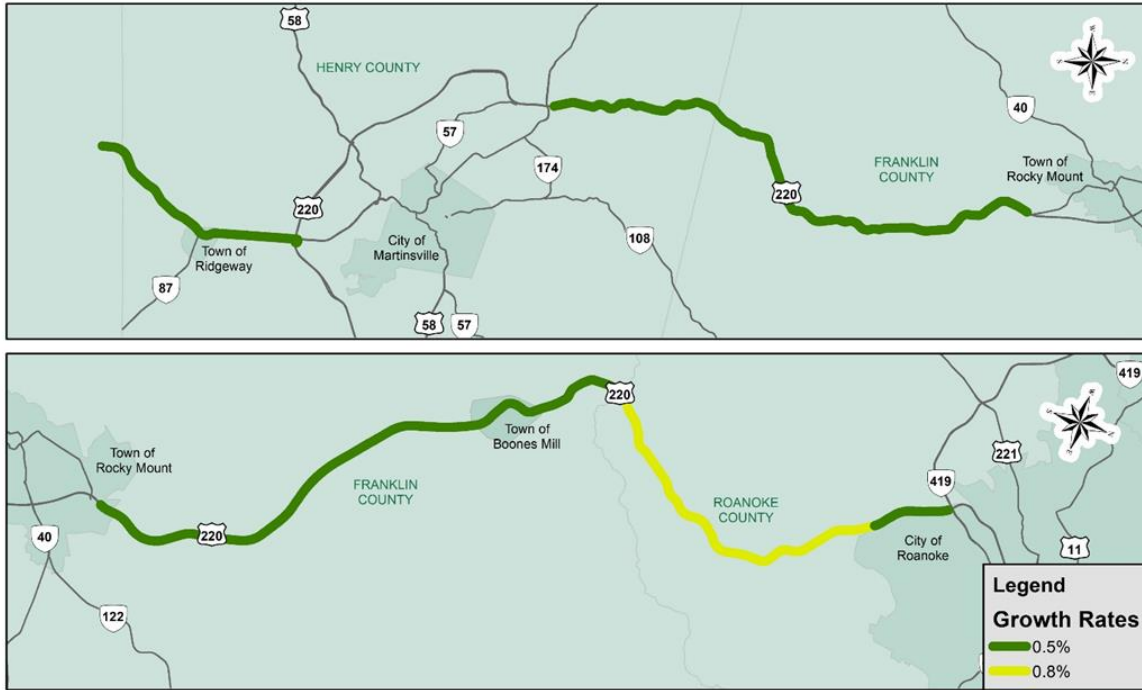 58
HENRY COUNTY
40
57
FRANKLIN
COUNTY
Town of
Rocky Mount
174
220
220
City of
Martinsville
Town of
Ridgeway
108
87
58
57
419
220
Town of
Boones Mill
Town of
Rocky Mount
221
419
FRANKLIN
COUNTY
ROANOKE
COUNTY
220
40
City of
Roanoke
11
122
Legend
Growth Rates
0.5%
0.8%